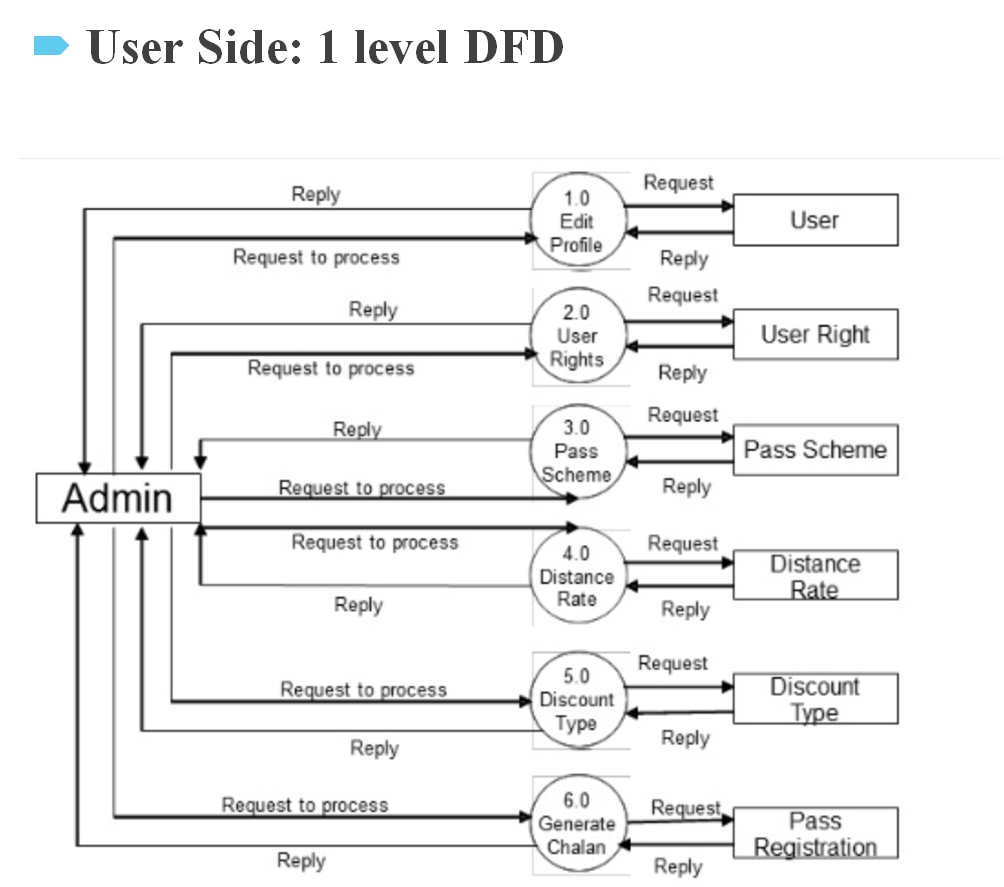 User Side: 1 level DFD
Reply
1.0
Edit
Profile
Request
User
Request to process
Reply
Reply
2.0
User
Rights
Request
User Right
Request to process
Reply
Reply
3.0
Pass
Scheme
Request
Pass Scheme
Request to process
Reply
Admin
Request to process
4.0
Distance
Rate
Request
Distance
Rate
Reply
Reply
Request to process
5.0
Discount
Type
Request
Discount
Type
Reply
Reply
Request to process
6.0
Generate
Chalan
Request
Pass
Registration
Reply
Reply